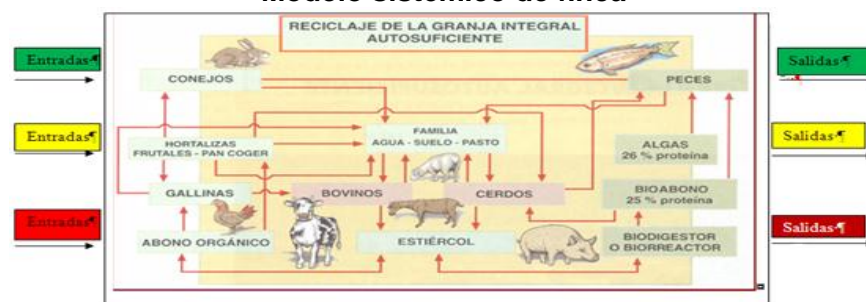 Modelo Sistémico de finca
RECICLAJE DE LA GRANJA INTEGRAL
AUTOSUFICIENTE
Entradas¶
Salidas¶
CONEJOS
PECES
Entradas¶
Salidas¶
HORTALIZAS
FRUTALES - PAN COGER
FAMILIA
AGUA - SUELO - PASTO
ALGAS
26 % proteína
GALLINAS
BOVINOS
CERDOS
BIOABONO
25 % proteína
Entradas¶
Salidas¶
ABONO ORGÁNICO
ESTIÉRCOL
BIODIGESTOR
O BIORREACTOR